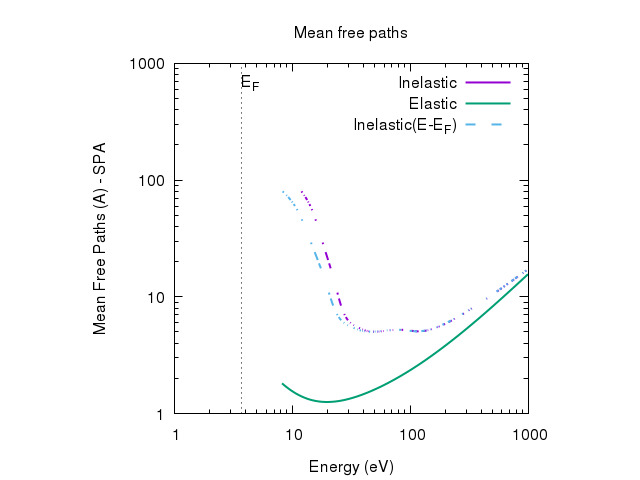 Mean free paths
1000
100
10
1
Mean Free Paths (A) - SPA
E_F
Inelastic
Elastic
Inelastic(E-E_F)
1 10 100 1000
Energy (eV)